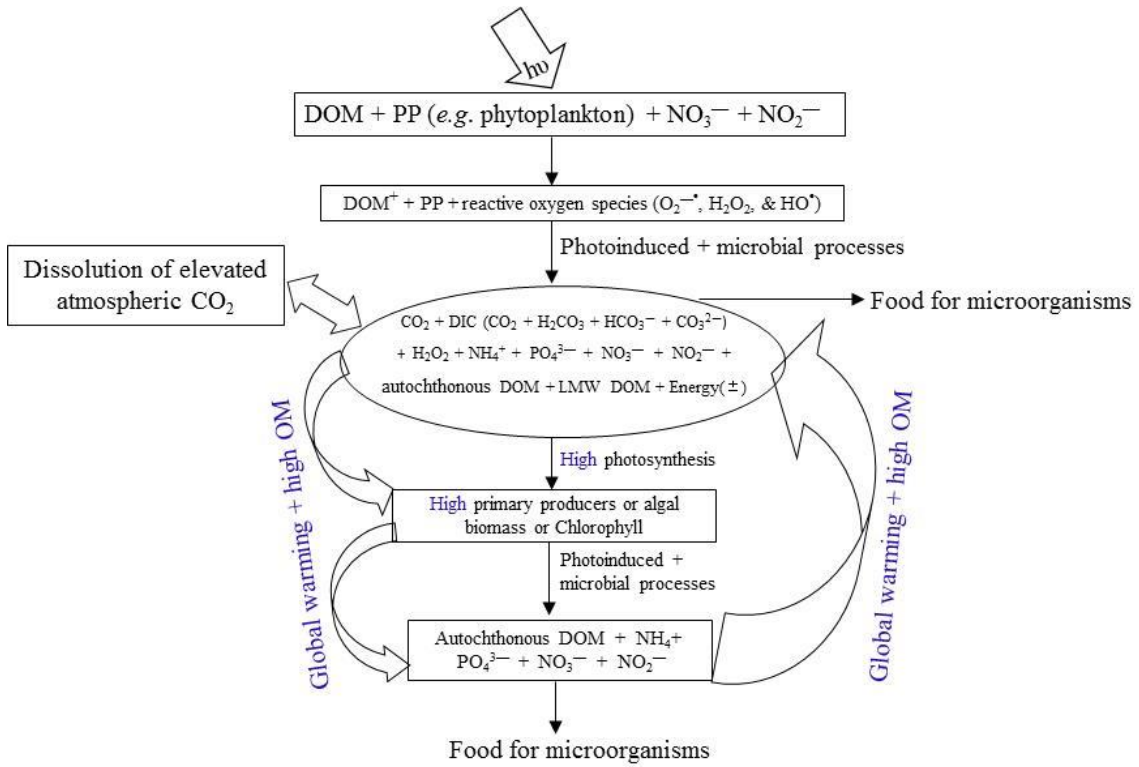 hυ
DOM + PP (e.g. phytoplankton) + NO₃⁻ + NO₂⁻
DOM⁺ + PP + reactive oxygen species (O₂⁻•, H₂O₂, & HO•)
Photoinduced + microbial processes
Dissolution of elevated
atmospheric CO₂
Food for microorganisms
CO₂ + DIC (CO₂ + H₂CO₃ + HCO₃⁻ + CO₃²⁻)
+ H₂O₂ + NH₄⁺ + PO₄³⁻ + NO₃⁻ + NO₂⁻ +
autochthonous DOM + LMW DOM + Energy(±)
Global warming + high OM
Global warming + high OM
High photosynthesis
High primary producers or algal
biomass or Chlorophyll
Photoinduced +
microbial processes
Autochthonous DOM + NH₄+
PO₄³⁻ + NO₃⁻ + NO₂⁻
Food for microorganisms